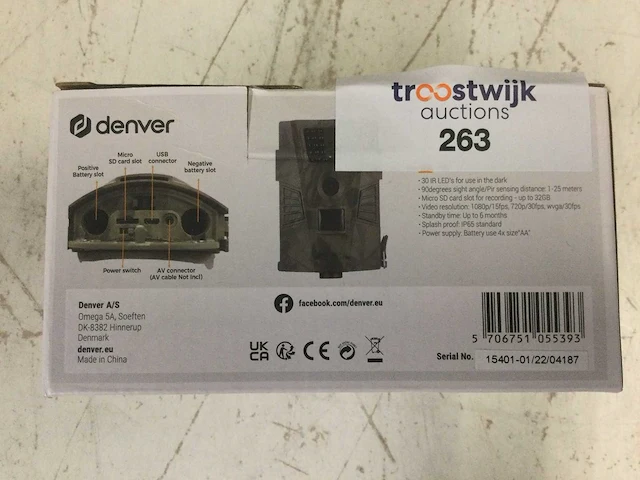 troostwijk
auctions
263
denver
Positive
Battery slot
Micro
SD card slot
USB
connector
Negative
battery slot
Power switch
AV connector
(AV cable Not Incl)
• 30 IR LED's for use in the dark
• 90degrees sight angle/Pir sensing distance: 1-25 meters
• Micro SD card slot for recording - up to 32GB
• Video resolution: 1080p/15fps, 720p/30fps, wvga/30fps
• Standby time: Up to 6 months
• Splash proof: IP65 standard
• Power supply: Battery use 4x size"AA"
Denver A/S
Omega 5A, Soeften
DK-8382 Hinnerup
Denmark
denver.eu
Made in China
facebook.com/denver.eu
UK
CA
CE
5 706751 055393
Serial No. 15401-01/22/04187